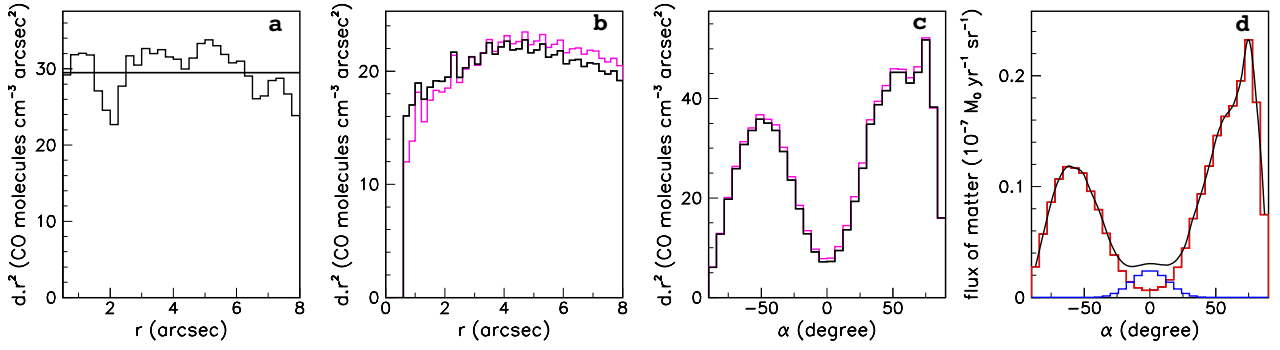 a
d.r² (CO molecules cm⁻³ arcsec²)
30
20
10
0
2 4 6 8
r (arcsec)
b
d.r² (CO molecules cm⁻³ arcsec²)
20
10
0
2 4 6 8
r (arcsec)
c
d.r² (CO molecules cm⁻³ arcsec²)
40
20
0
−50 0 50
α (degree)
d
flux of matter (10⁻⁷ M₀ yr⁻¹ sr⁻¹)
0.2
0.1
0
−50 0 50
α (degree)